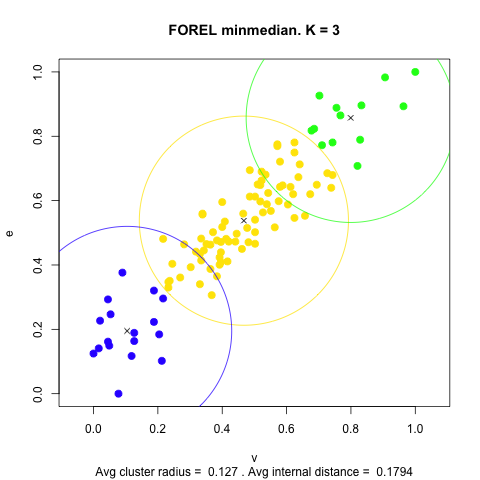 FOREL minmedian. K = 3
1.0
0.8
0.6
0.4
0.2
0.0
e
0.0 0.2 0.4 0.6 0.8 1.0
v
Avg cluster radius =  0.127 . Avg internal distance =  0.1794